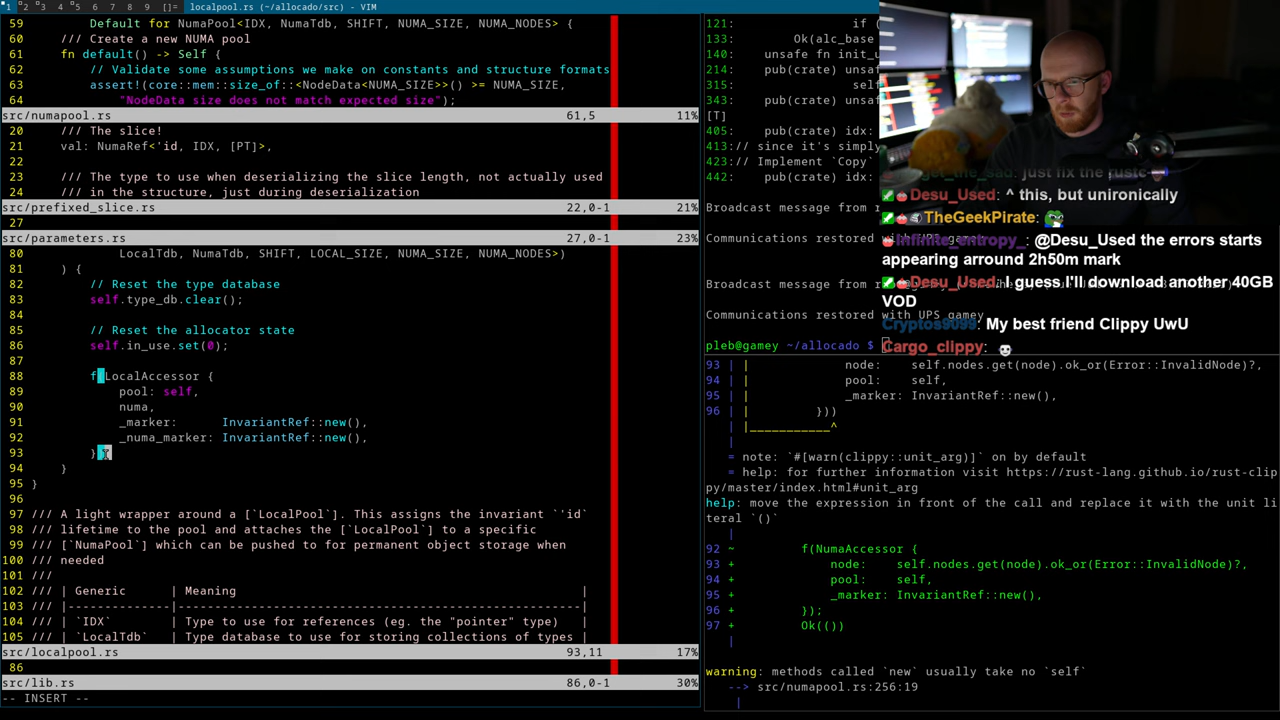 1 2 3 4 5 6 7 8 9 []= localpool.rs (~/allocado/src) - VIM
59         Default for NumaPool<IDX, NumaTdb, SHIFT, NUMA_SIZE, NUMA_NODES> {
60     /// Create a new NUMA pool
61     fn default() -> Self {
62         // Validate some assumptions we make on constants and structure formats
63         assert!(core::mem::size_of::<NodeData<NUMA_SIZE>>() >= NUMA_SIZE,
64             "NodeData size does not match expected size");
src/numapool.rs 61,5 11%
20     /// The slice!
21     val: NumaRef<'id, IDX, [PT]>,
22
23     /// The type to use when deserializing the slice length, not actually used
24     /// in the structure, just during deserialization
src/prefixed_slice.rs 22,0-1 21%
27
src/parameters.rs 27,0-1 23%
80             LocalTdb, NumaTdb, SHIFT, LOCAL_SIZE, NUMA_SIZE, NUMA_NODES>)
81     ) {
82         // Reset the type database
83         self.type_db.clear();
84
85         // Reset the allocator state
86         self.in_use.set(0);
87
88         f(LocalAccessor {
89             pool: self,
90             numa,
91             _marker:      InvariantRef::new(),
92             _numa_marker: InvariantRef::new(),
93         }
94     }
95 }
96
97 /// A light wrapper around a [`LocalPool`]. This assigns the invariant `'id`
98 /// lifetime to the pool and attaches the [`LocalPool`] to a specific
99 /// [`NumaPool`] which can be pushed to for permanent object storage when
100 /// needed
101 ///
102 /// | Generic      | Meaning                                                 |
103 /// |--------------|---------------------------------------------------------|
104 /// | `IDX`        | Type to use for references (eg. the "pointer" type)     |
105 /// | `LocalTdb`   | Type database to use for storing collections of types   |
src/localpool.rs 93,11 17%
86
src/lib.rs 86,0-1 30%
-- INSERT --
121:                if (
133:        Ok(alc_base
140:    unsafe fn init_u
214:    pub(crate) unsaf
315:                self
343:    pub(crate) unsaf
[T]
405:    pub(crate) idx:
413:// since it's simply
423:// Implement `Copy`
442:    pub(crate) idx:
Broadcast message from r
Communications restored with UPS gamey
Broadcast message from r
Communications restored with UPS gamey
pleb@gamey ~/allocado $
just fix the rustc
Desu_Used: ^ this, but unironically
TheGeekPirate:
infinite_entropy_: @Desu_Used the errors starts
appearing arround 2h50m mark
Desu_Used: I guess I'll download another 40GB
VOD
Cryptos9099: My best friend Clippy UwU
Cargo_clippy:
93 | |             node:    self.nodes.get(node).ok_or(Error::InvalidNode)?,
94 | |             pool:    self,
95 | |             _marker: InvariantRef::new(),
96 | |         }))
|___________^
|
= note: `#[warn(clippy::unit_arg)]` on by default
= help: for further information visit https://rust-lang.github.io/rust-clip
py/master/index.html#unit_arg
help: move the expression in front of the call and replace it with the unit li
teral `()`
|
92 ~         f(NumaAccessor {
93 +             node:    self.nodes.get(node).ok_or(Error::InvalidNode)?,
94 +             pool:    self,
95 +             _marker: InvariantRef::new(),
96 +         });
97 +         Ok(())
|
warning: methods called `new` usually take no `self`
--> src/numapool.rs:256:19
|